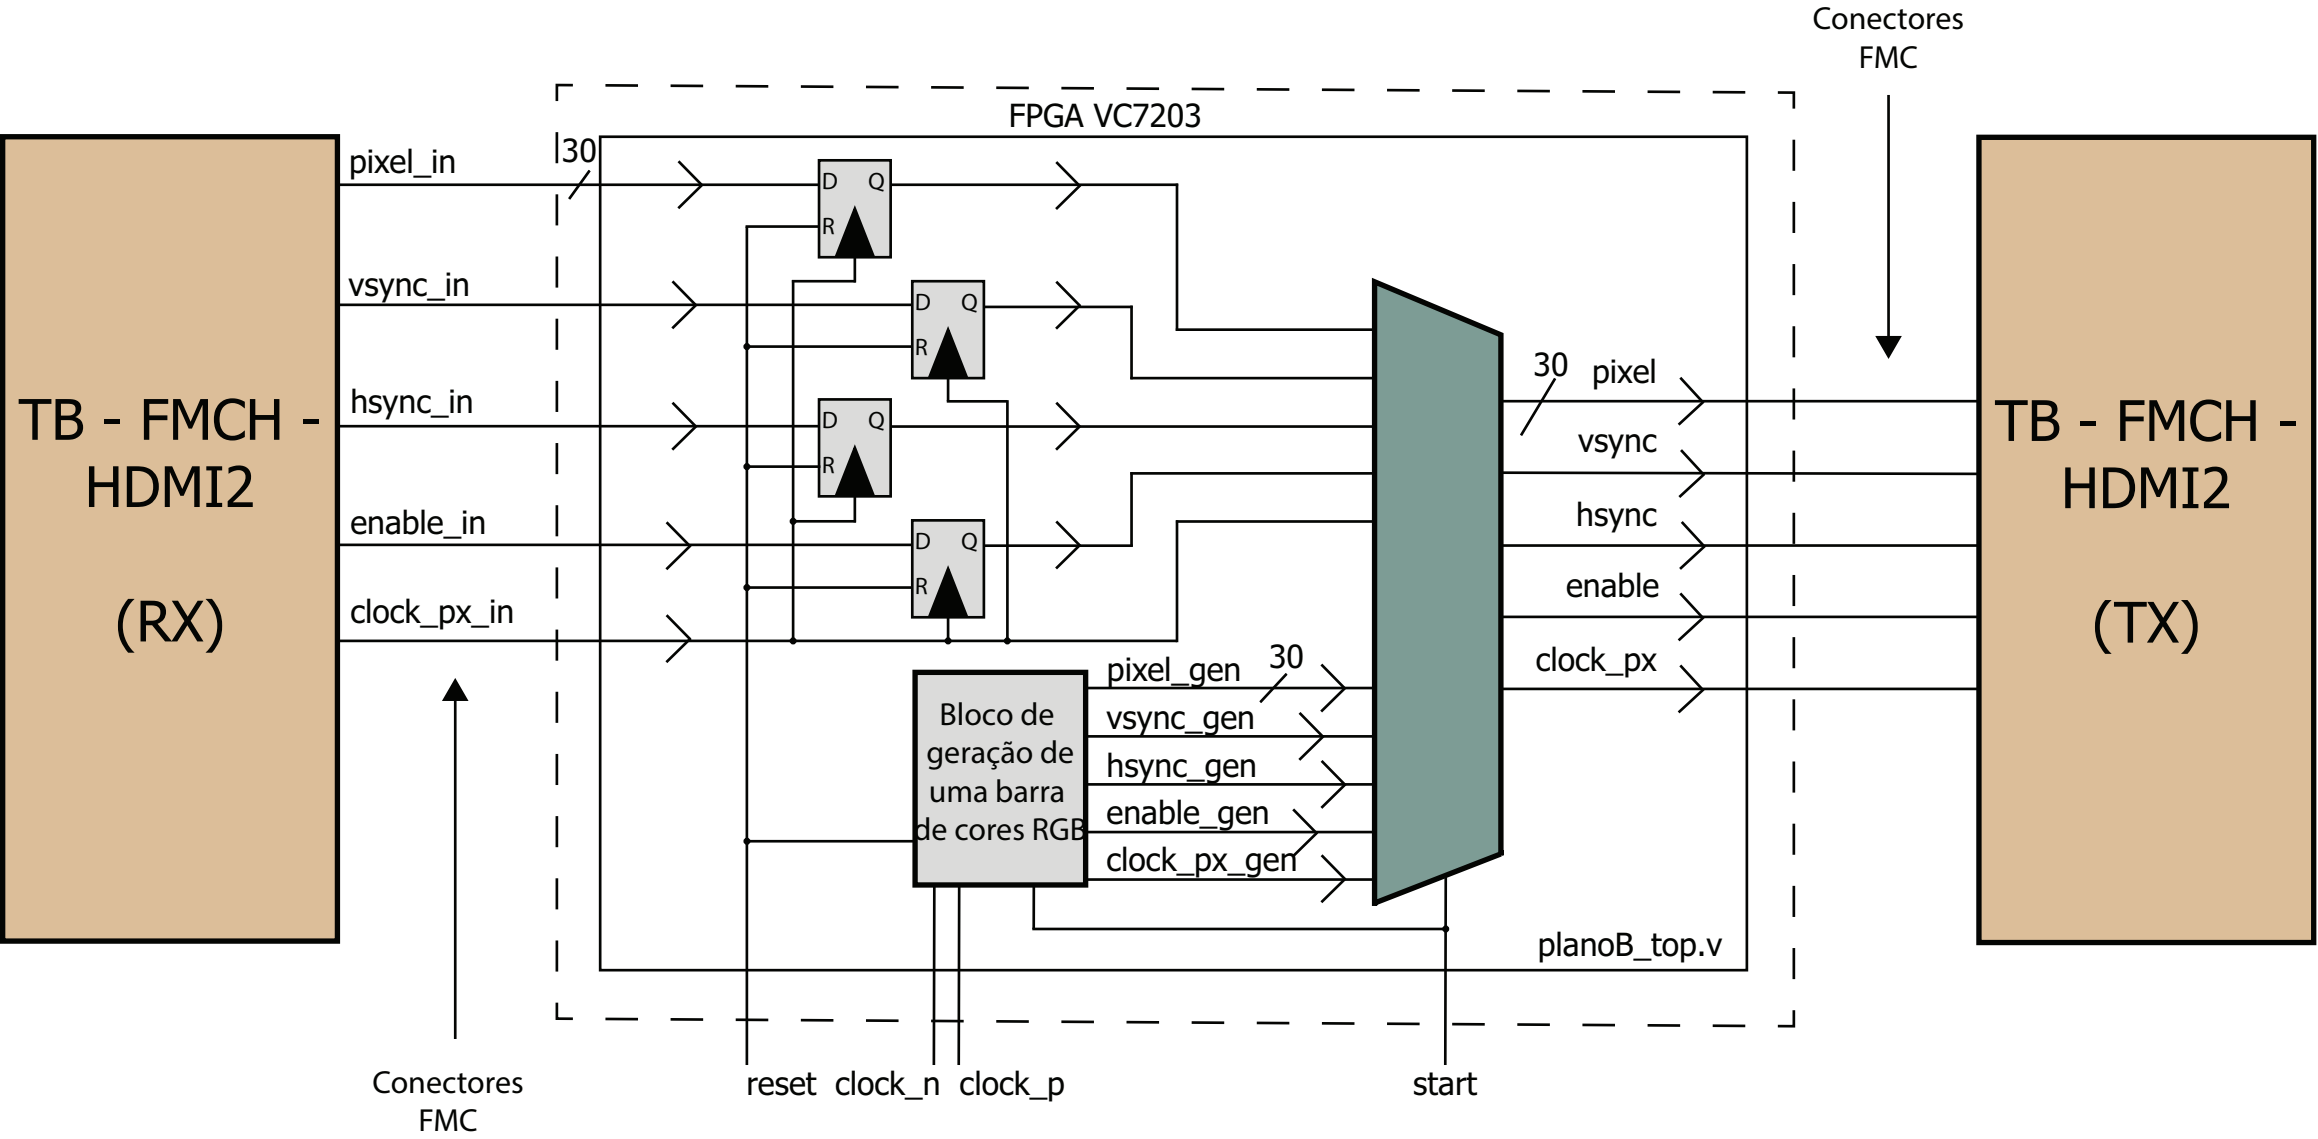 Conectores
FMC
FPGA VC7203
TB - FMCH -
HDMI2
(RX)
pixel_in
30
vsync_in
hsync_in
enable_in
clock_px_in
D Q
R
D Q
R
D Q
R
D Q
R
Bloco de
geração de
uma barra
de cores RGB
pixel_gen
30
vsync_gen
hsync_gen
enable_gen
clock_px_gen
30
pixel
vsync
hsync
enable
clock_px
planoB_top.v
TB - FMCH -
HDMI2
(TX)
reset clock_n clock_p
start
Conectores
FMC